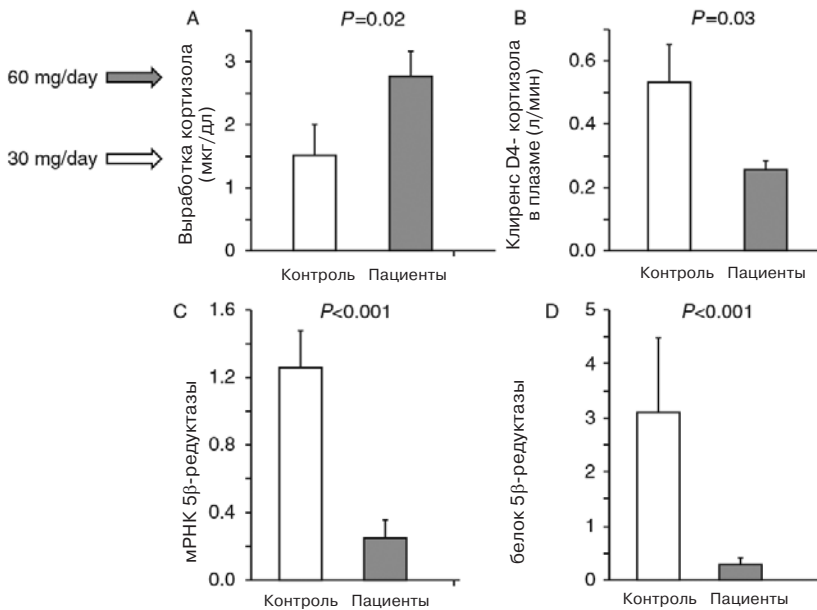 A
P=0.02
60 mg/day
30 mg/day
Выработка кортизола
(мкг/дл)
3
2
1
0
Контроль
Пациенты
B
P=0.03
Клиренс D4- кортизола
в плазме (л/мин)
0.6
0.4
0.2
0.0
Контроль
Пациенты
C
P<0.001
мРНК 5β-редуктазы
1.6
1.2
0.8
0.4
0.0
Контроль
Пациенты
D
P<0.001
белок 5β-редуктазы
5
4
3
2
1
0
Контроль
Пациенты